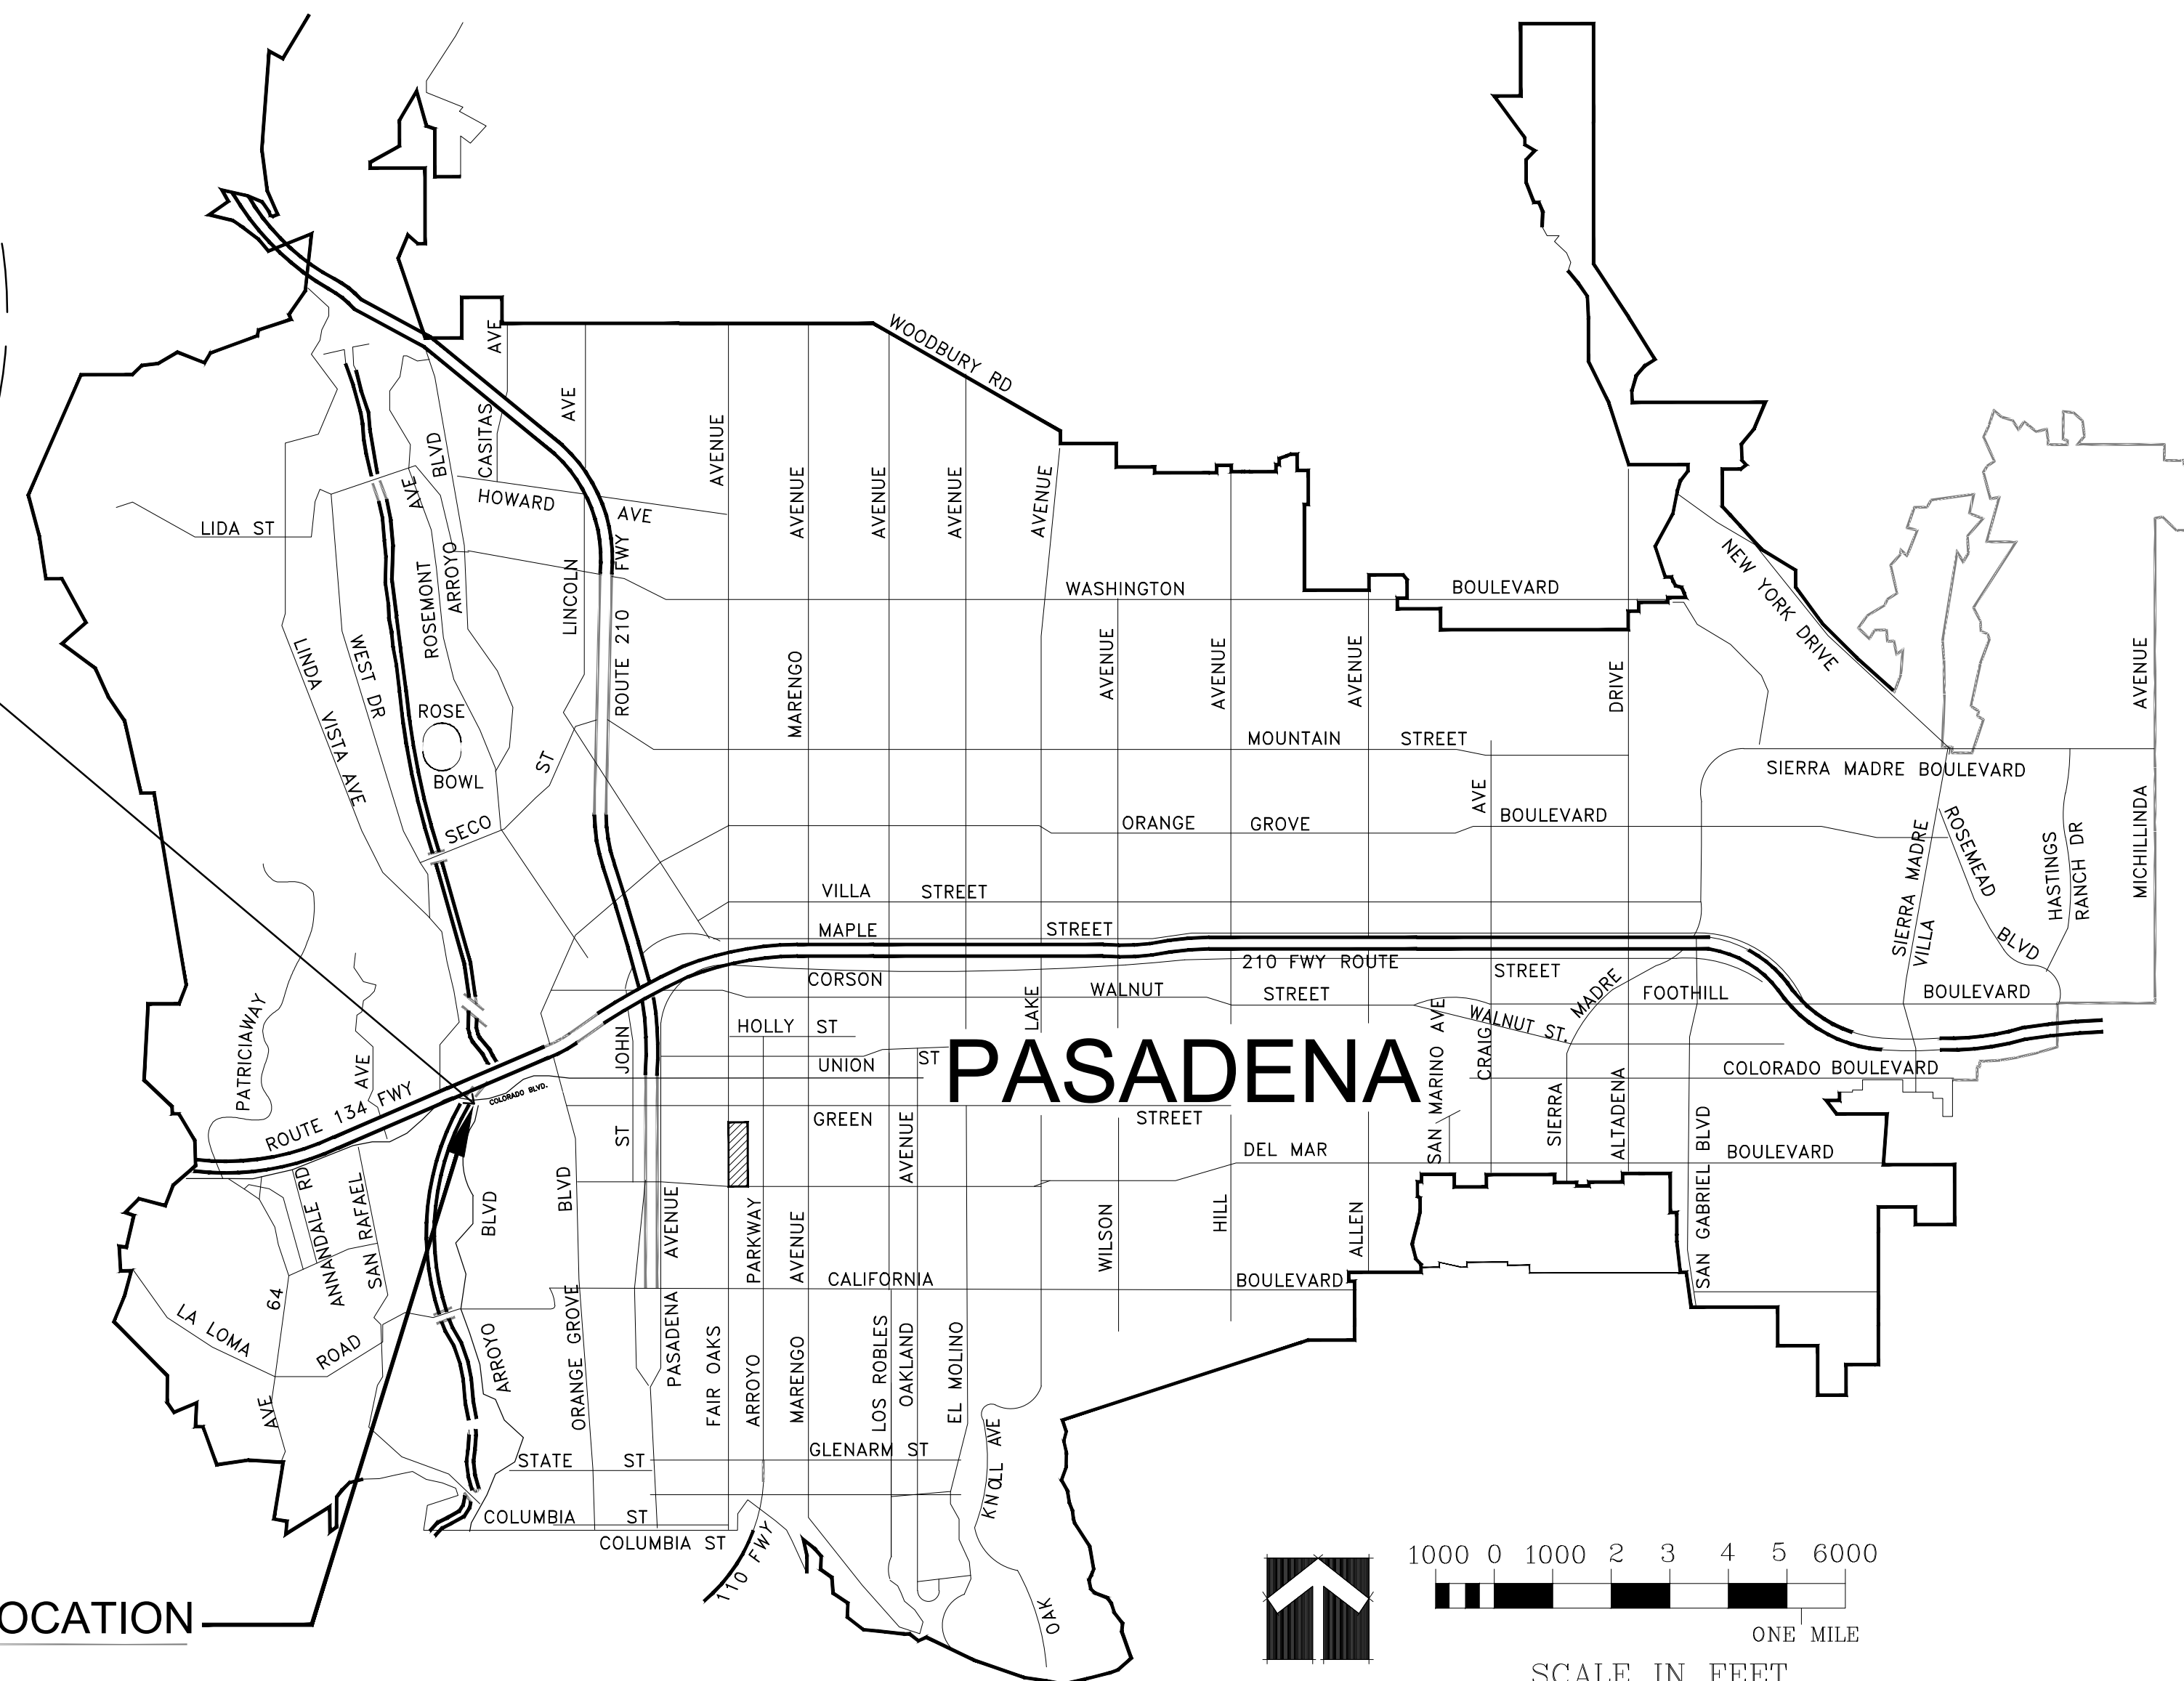 WOODBURY RD
AVE
CASITAS
AVE
AVENUE
AVENUE
AVENUE
AVENUE
AVENUE
BLVD
AVE
HOWARD
AVE
LIDA ST
ARROYO
ROSEMONT
LINCOLN
ROUTE 210 FWY
WASHINGTON
BOULEVARD
NEW YORK DRIVE
LINDA VISTA AVE
WEST DR
ROSE
BOWL
MARENGO
AVENUE
AVENUE
AVENUE
DRIVE
AVENUE
MOUNTAIN STREET
SIERRA MADRE BOULEVARD
SECO ST
AVE
ORANGE GROVE
BOULEVARD
SIERRA MADRE
VILLA
ROSEMEAD
BLVD
HASTINGS
RANCH DR
MICHILLINDA
VILLA STREET
MAPLE
STREET
CORSON
210 FWY ROUTE
STREET
WALNUT
STREET
MADRE
FOOTHILL
BOULEVARD
PATRICIAWAY
AVE
JOHN
HOLLY ST
LAKE
WALNUT ST.
SAN MARINO AVE
CRAIG
UNION
ST
PASADENA
COLORADO BOULEVARD
ROUTE 134 FWY
COLORADO BLVD.
ST
GREEN
STREET
AVENUE
SIERRA
ALTADENA
SAN GABRIEL BLVD
DEL MAR
BOULEVARD
ANNANDALE RD
SAN RAFAEL
BLVD
BLVD
AVENUE
PARKWAY
AVENUE
WILSON
HILL
ALLEN
CALIFORNIA
BOULEVARD
64
LA LOMA
ROAD
AVE
ARROYO
ORANGE GROVE
PASADENA
FAIR OAKS
ARROYO
MARENGO
LOS ROBLES
OAKLAND
EL MOLINO
KNOLL AVE
OAK
GLENARM ST
STATE ST
COLUMBIA ST
COLUMBIA ST
110 FWY
1000 0 1000 2 3 4 5 6000
ONE MILE
SCALE IN FEET
OCATION